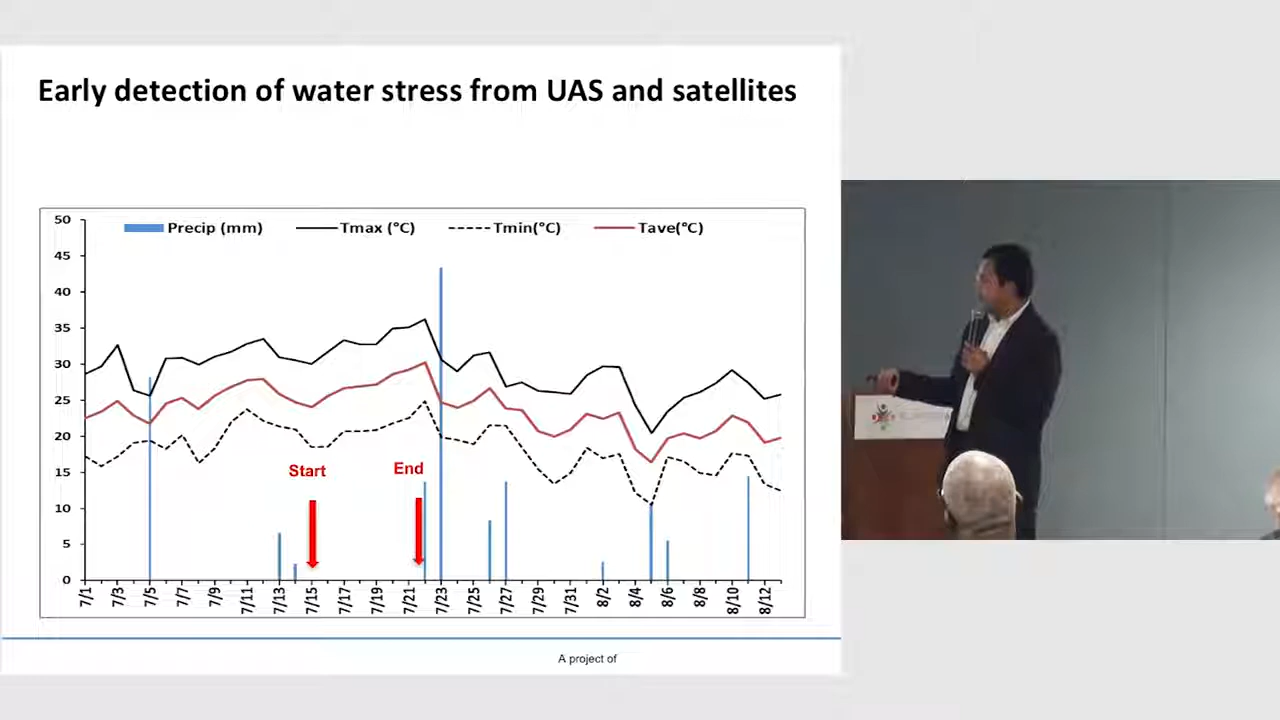 Early detection of water stress from UAS and satellites
Precip (mm) Tmax (°C) Tmin(°C) Tave(°C)
50
45
40
35
30
25
20
15
10
5
0
Start
End
7/1 7/3 7/5 7/7 7/9 7/11 7/13 7/15 7/17 7/19 7/21 7/23 7/25 7/27 7/29 7/31 8/2 8/4 8/6 8/8 8/10 8/12
A project of